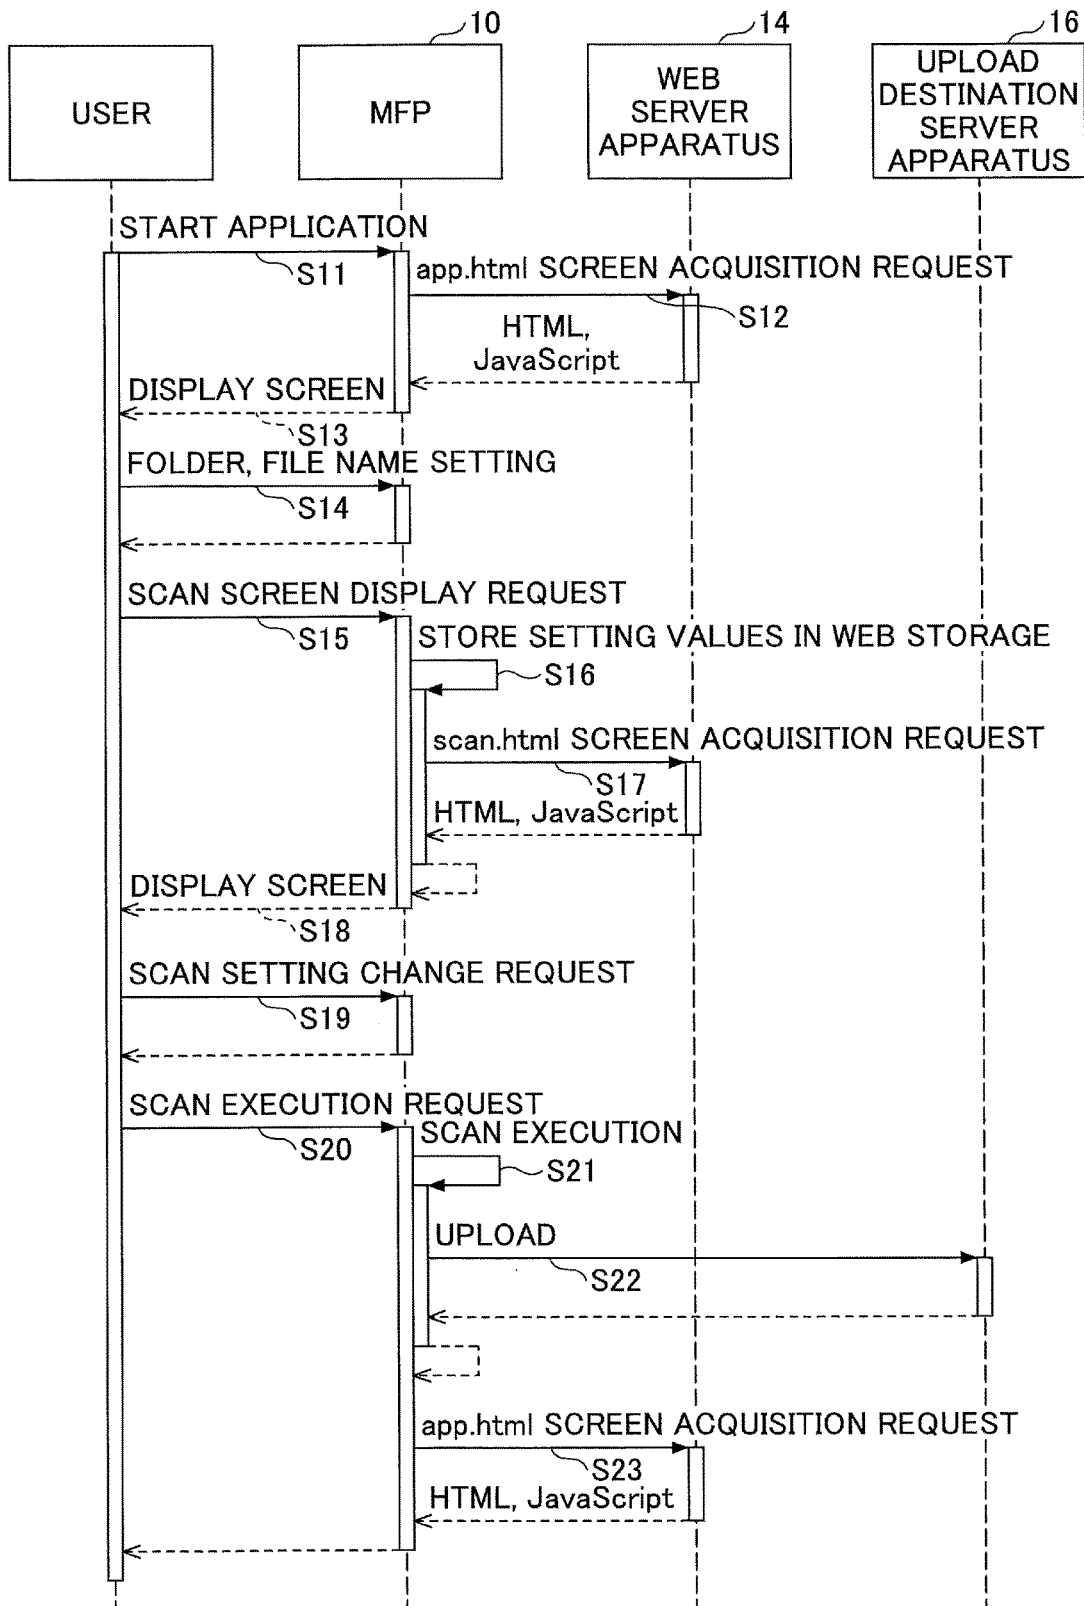 10
14
16
USER
MFP
WEB
SERVER
APPARATUS
UPLOAD
DESTINATION
SERVER
APPARATUS
START APPLICATION
S11
app.html SCREEN ACQUISITION REQUEST
S12
HTML,
JavaScript
DISPLAY SCREEN
S13
FOLDER, FILE NAME SETTING
S14
SCAN SCREEN DISPLAY REQUEST
S15
STORE SETTING VALUES IN WEB STORAGE
S16
scan.html SCREEN ACQUISITION REQUEST
S17
HTML, JavaScript
DISPLAY SCREEN
S18
SCAN SETTING CHANGE REQUEST
S19
SCAN EXECUTION REQUEST
S20
SCAN EXECUTION
S21
UPLOAD
S22
app.html SCREEN ACQUISITION REQUEST
S23
HTML, JavaScript